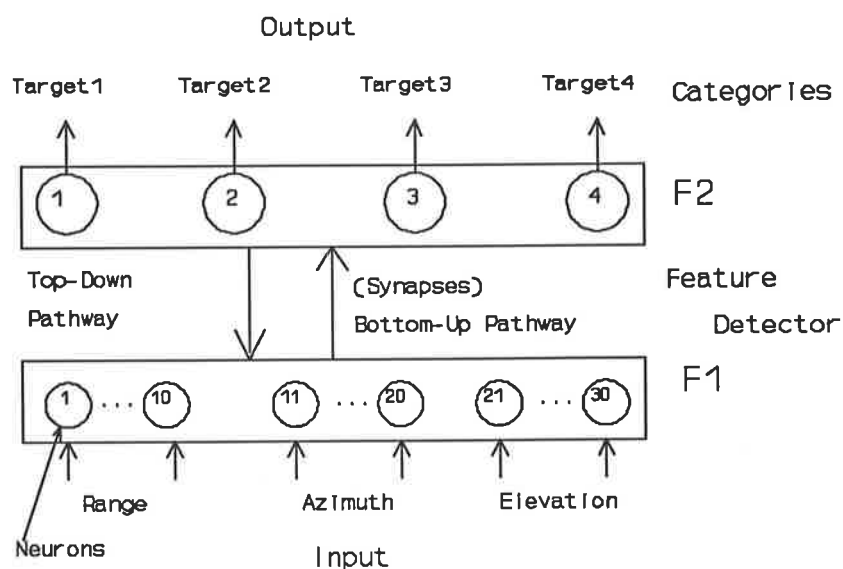 Output
Target1 Target2 Target3 Target4 Categories
1 2 3 4 F2
Top-Down (Synapses) Feature
Pathway Bottom-Up Pathway Detector
F1
1 ... 10 11 ... 20 21 ... 30
Range Azimuth Elevation
Neurons Input